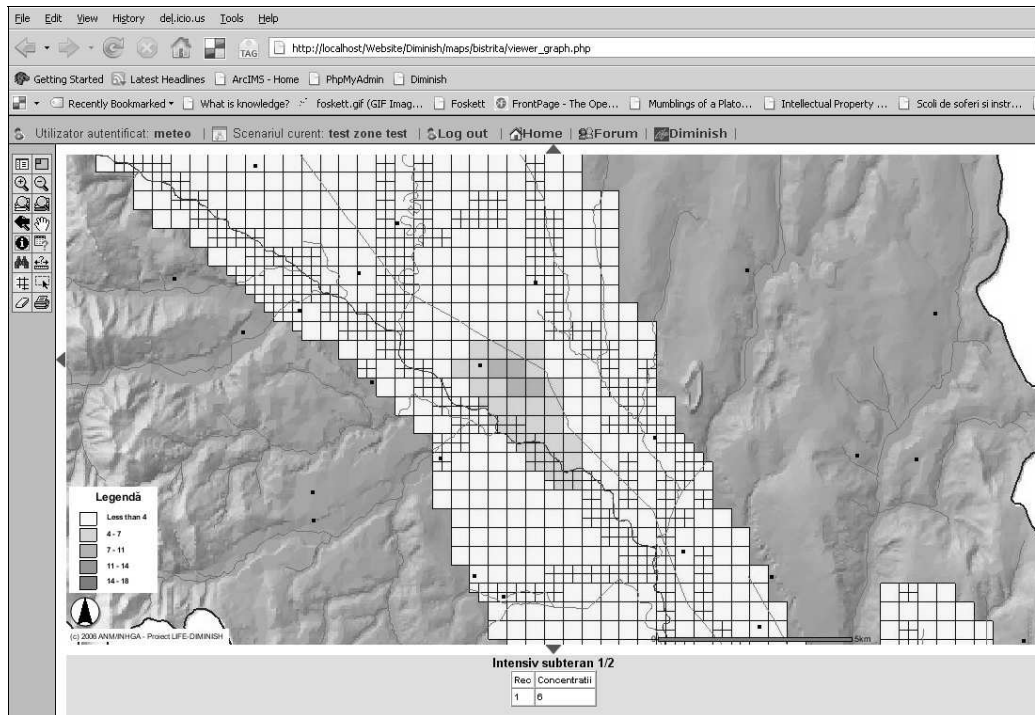 File Edit View History del.icio.us Tools Help
TAG http://localhost/Website/Diminish/maps/bistrita/viewer_graph.php
Getting Started Latest Headlines ArcIMS - Home PhpMyAdmin Diminish
Recently Bookmarked What is knowledge? foskett.gif (GIF Imag... Foskett FrontPage - The Ope... Mumblings of a Plato... Intellectual Property ... Scoli de soferi si instr...
Utilizator autentificat: meteo | Scenariul curent: test zone test | Log out | Home | Forum | Diminish |
Legendă
Less than 4
4 - 7
7 - 11
11 - 14
14 - 18
(c) 2006 ANM/INHGA - Proiect LIFE-DIMINISH
0 5km
Intensiv subteran 1/2
Rec Concentratii
1 6